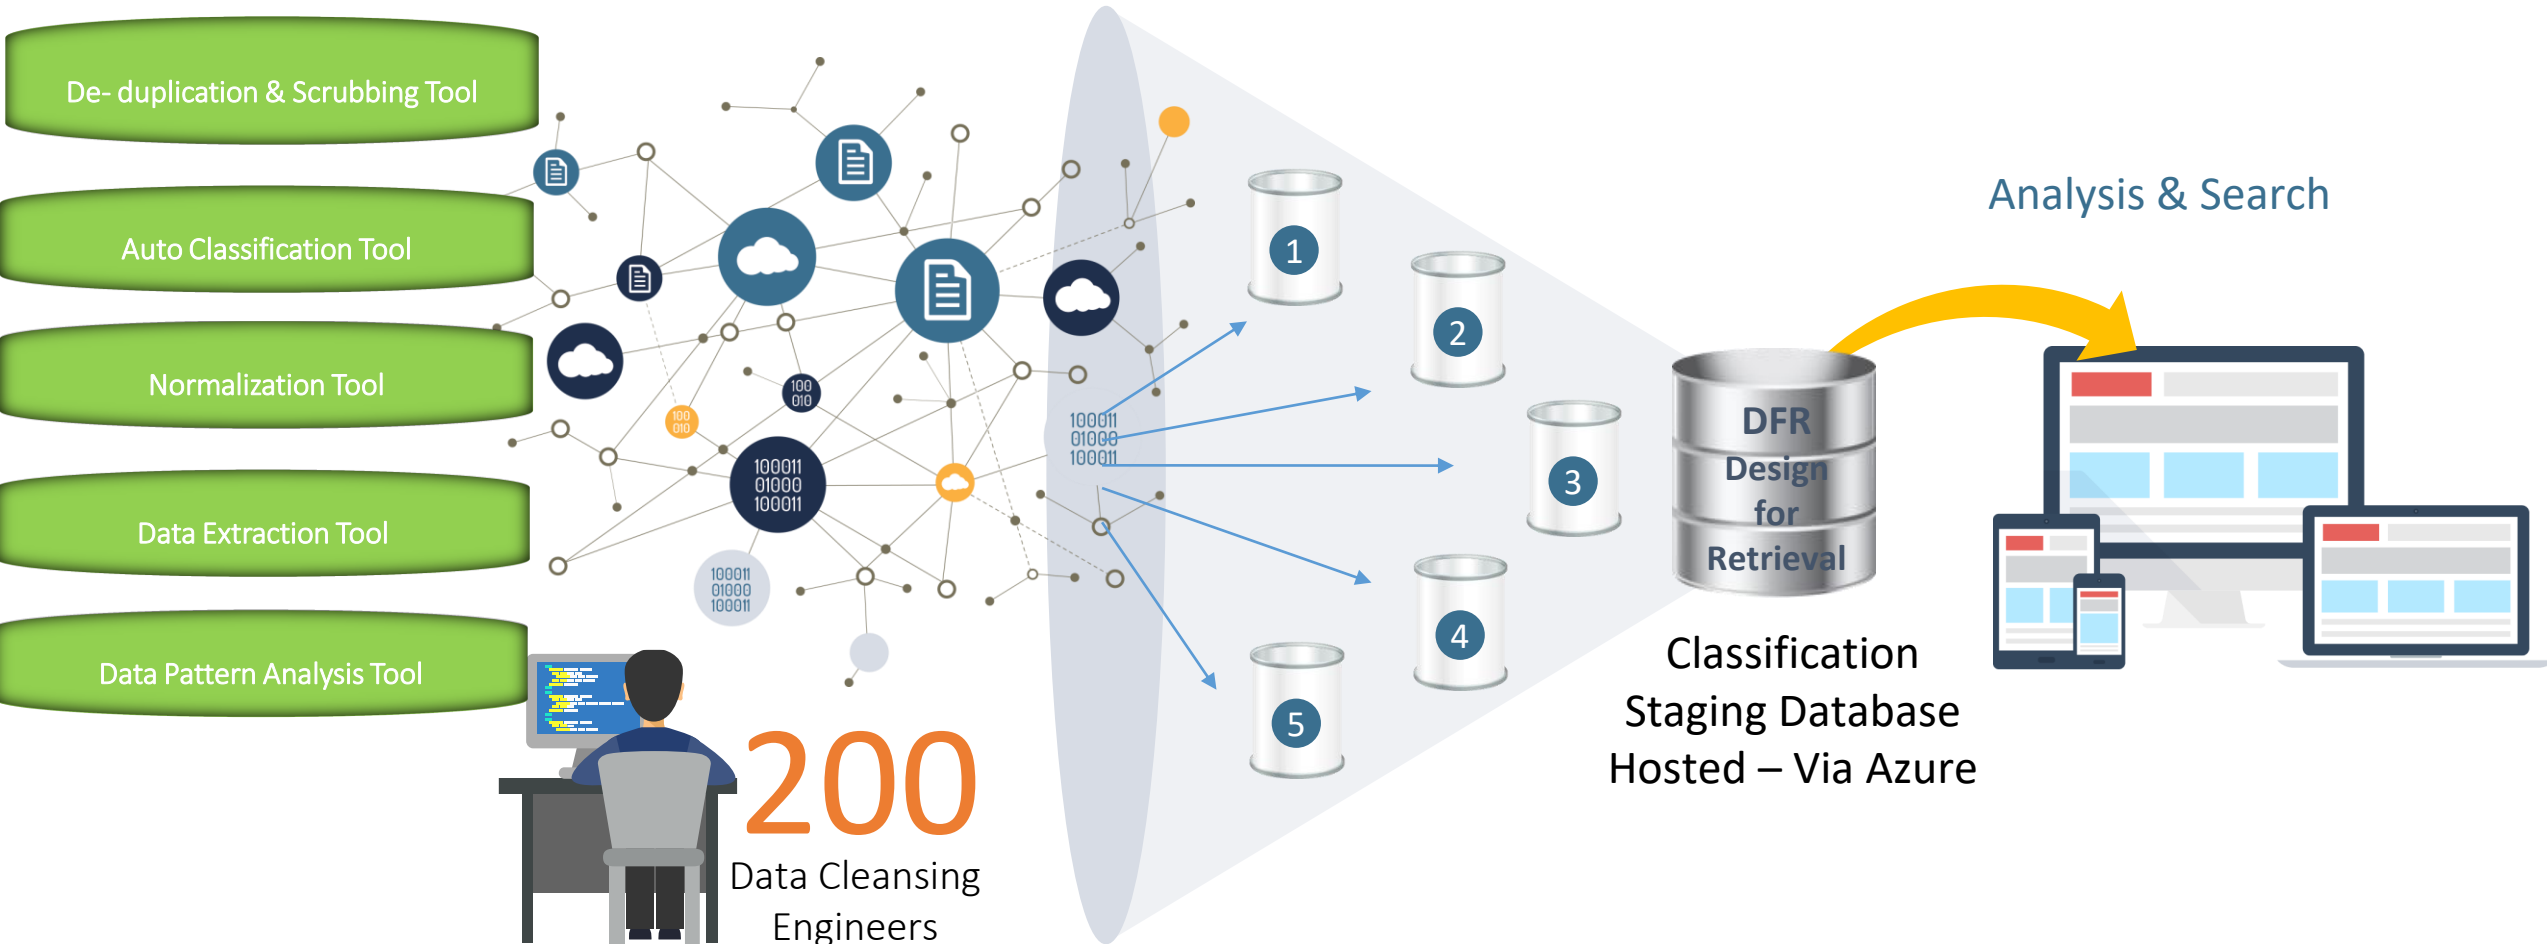 De- duplication & Scrubbing Tool
Auto Classification Tool
Normalization Tool
Data Extraction Tool
Data Pattern Analysis Tool
100
010
100
010
100011
01000
100011
100011
01000
100011
100011
01000
100011
200
Data Cleansing
Engineers
1
2
3
4
5
DFR
Design
for
Retrieval
Classification
Staging Database
Hosted – Via Azure
Analysis & Search